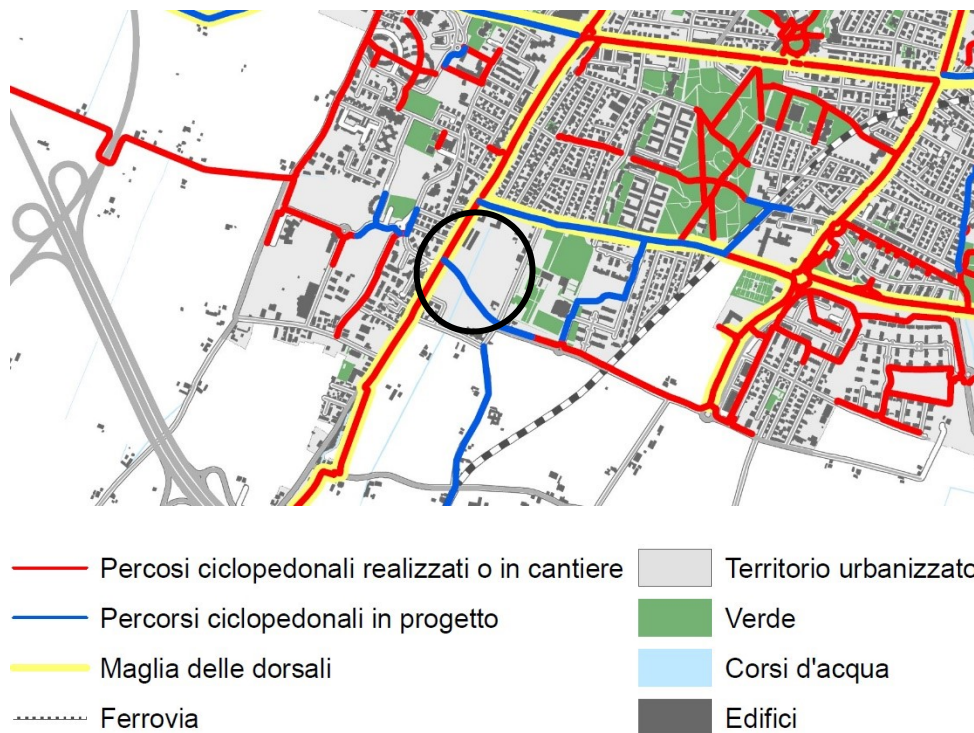 Percosi ciclopedonali realizzati o in cantiere
Percorsi ciclopedonali in progetto
Maglia delle dorsali
Ferrovia
Territorio urbanizzato
Verde
Corsi d'acqua
Edifici